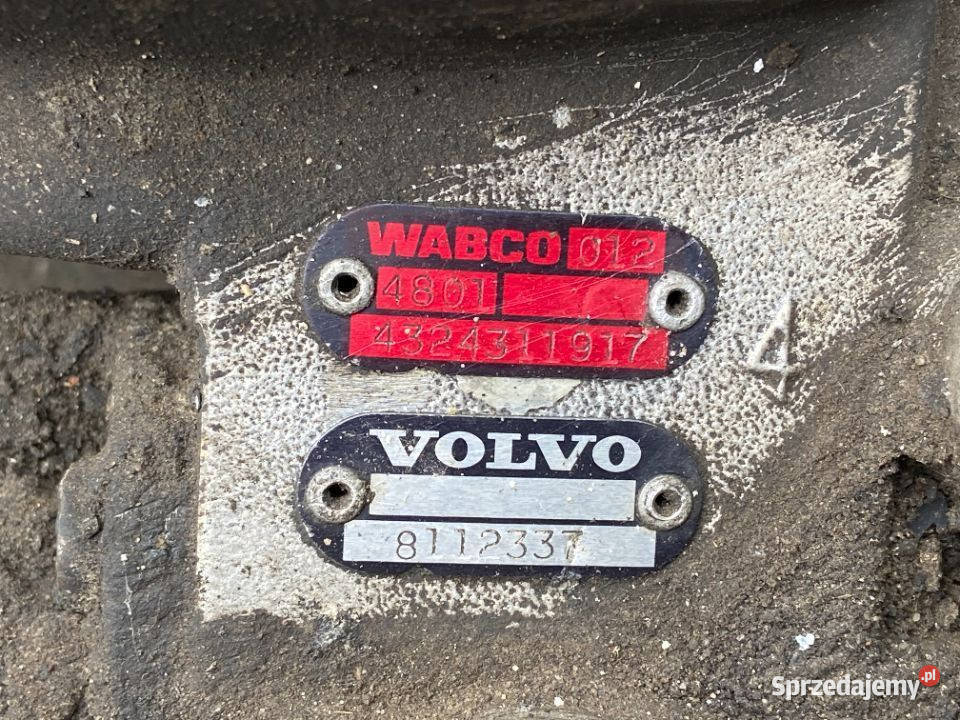 WABCO 012
4801
4324311917
4
VOLVO
8112337
Sprzedajemy.pl